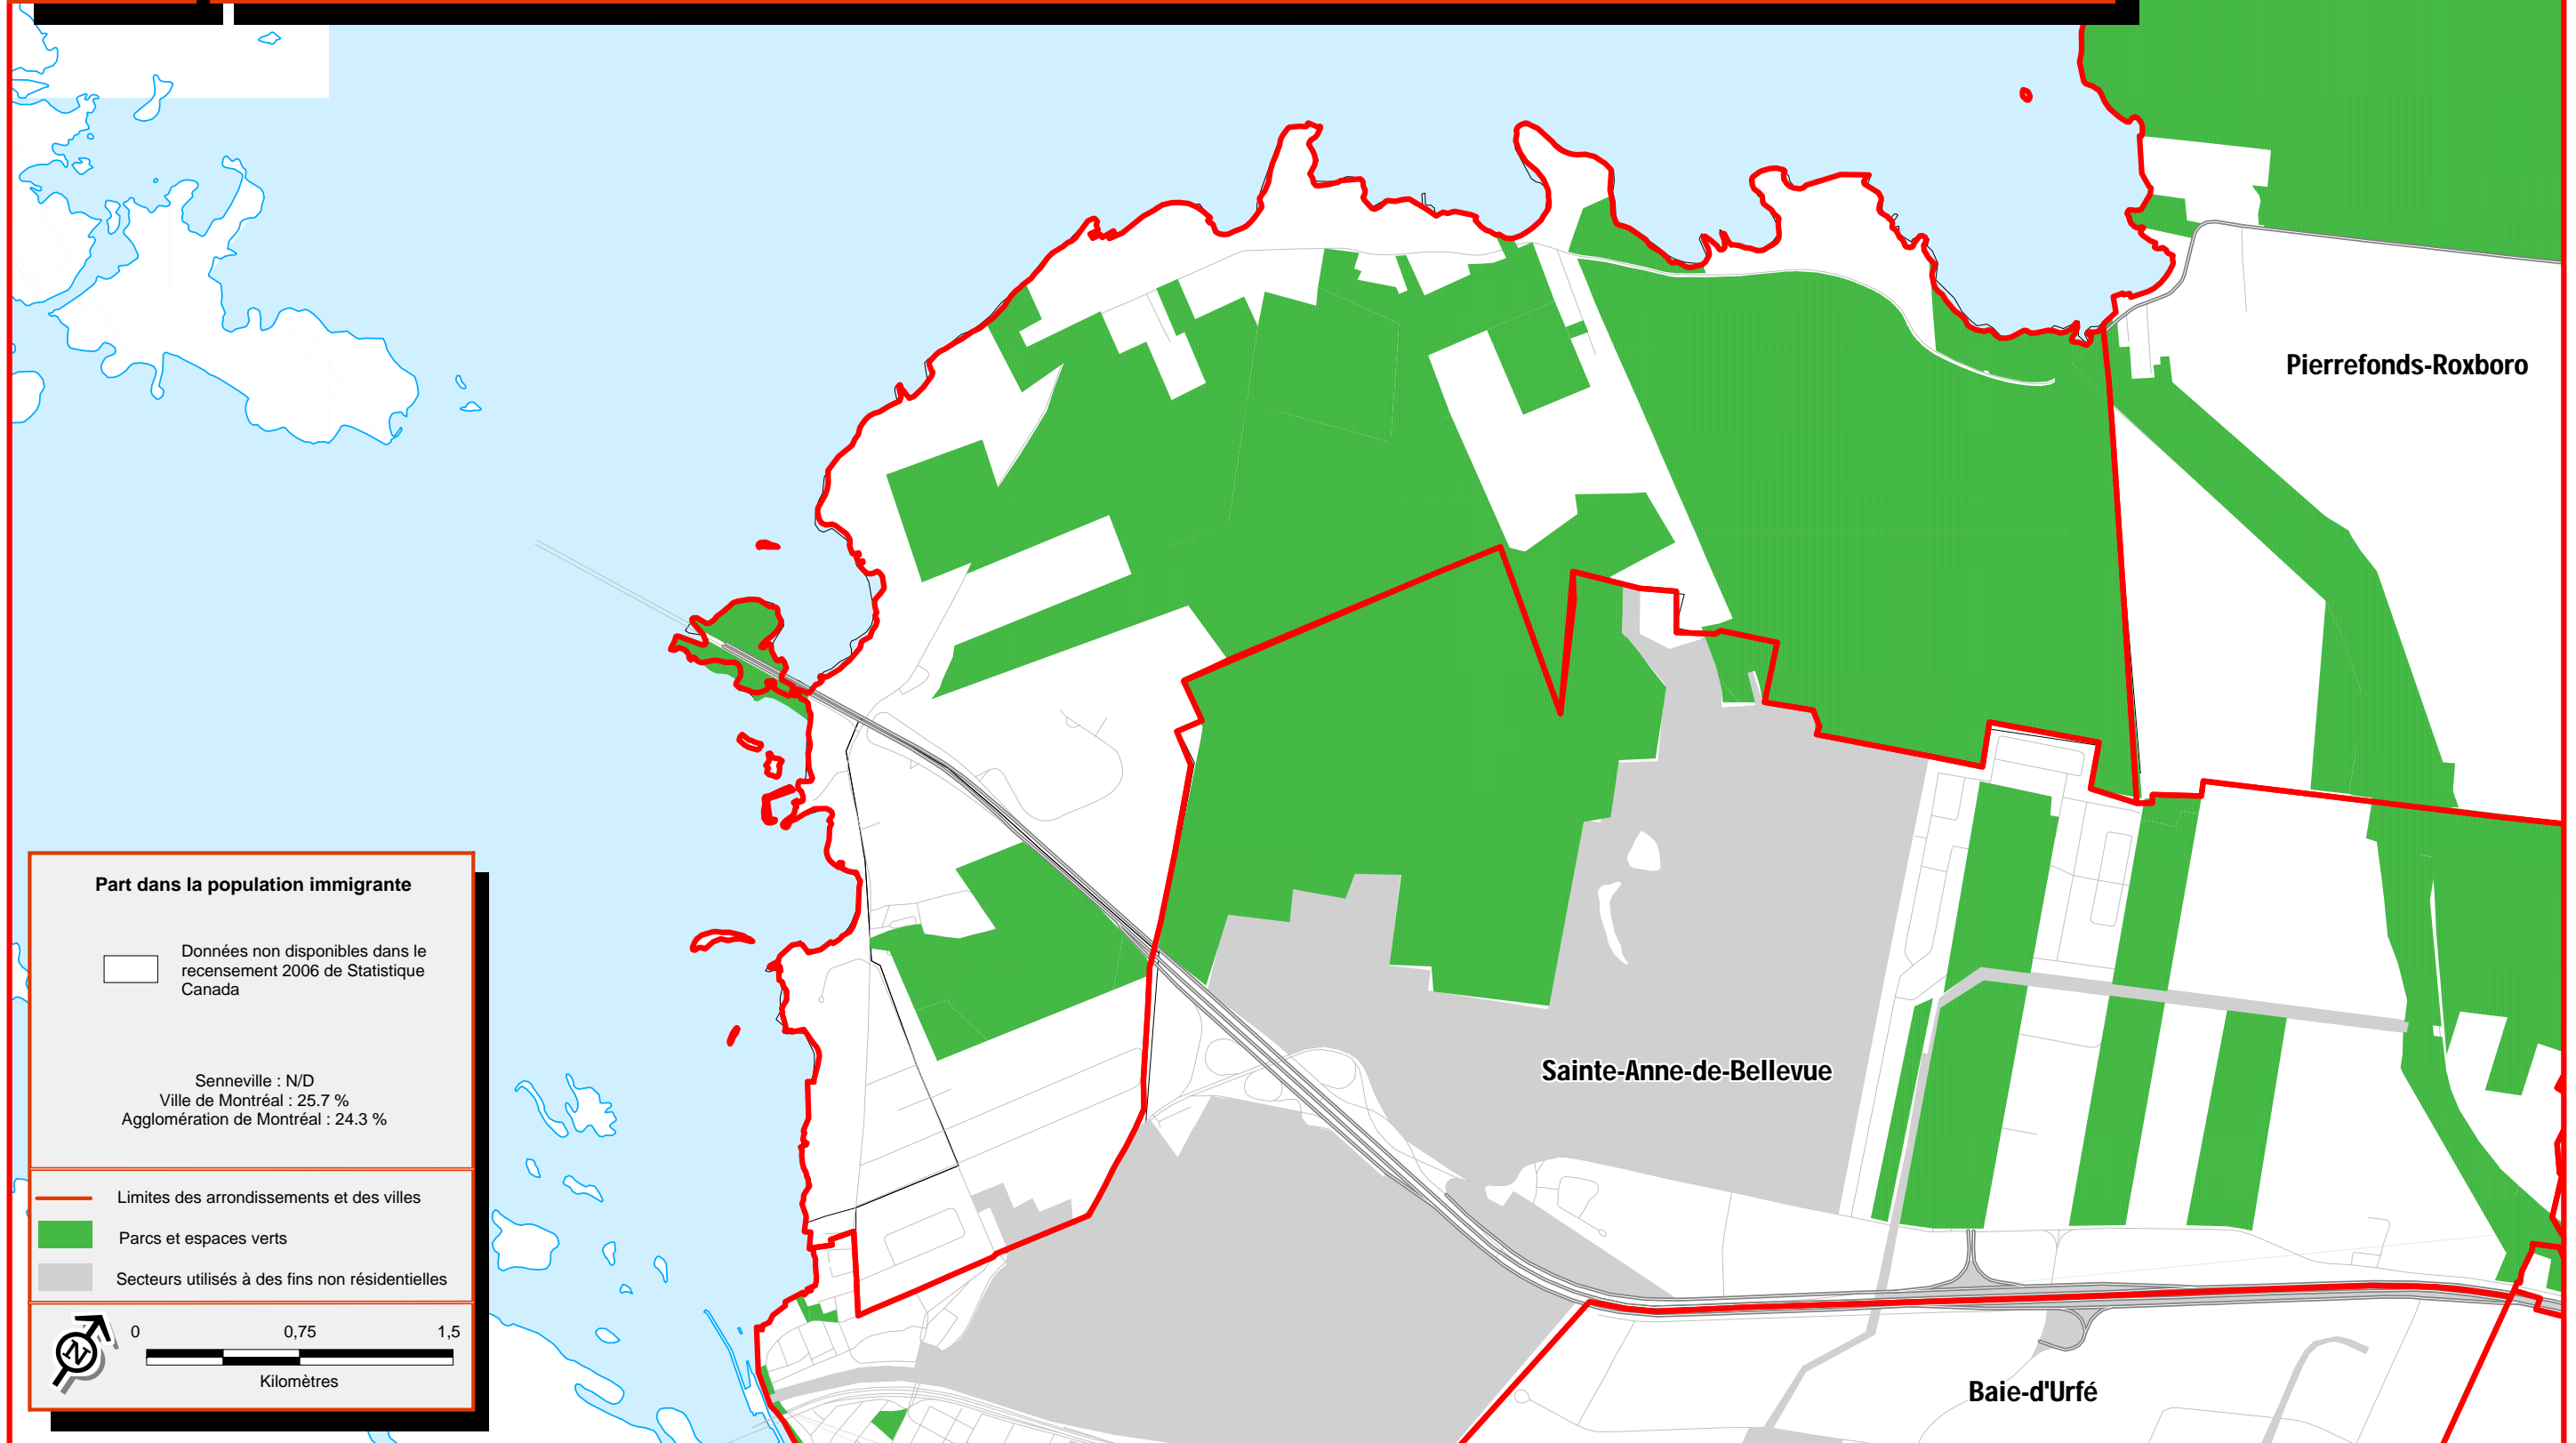 Pierrefonds-Roxboro
Sainte-Anne-de-Bellevue
Baie-d'Urfé
Part dans la population immigrante
Données non disponibles dans le
recensement 2006 de Statistique
Canada
Senneville : N/D
Ville de Montréal : 25.7 %
Agglomération de Montréal : 24.3 %
Limites des arrondissements et des villes
Parcs et espaces verts
Secteurs utilisés à des fins non résidentielles
N
0 0,75 1,5
Kilomètres